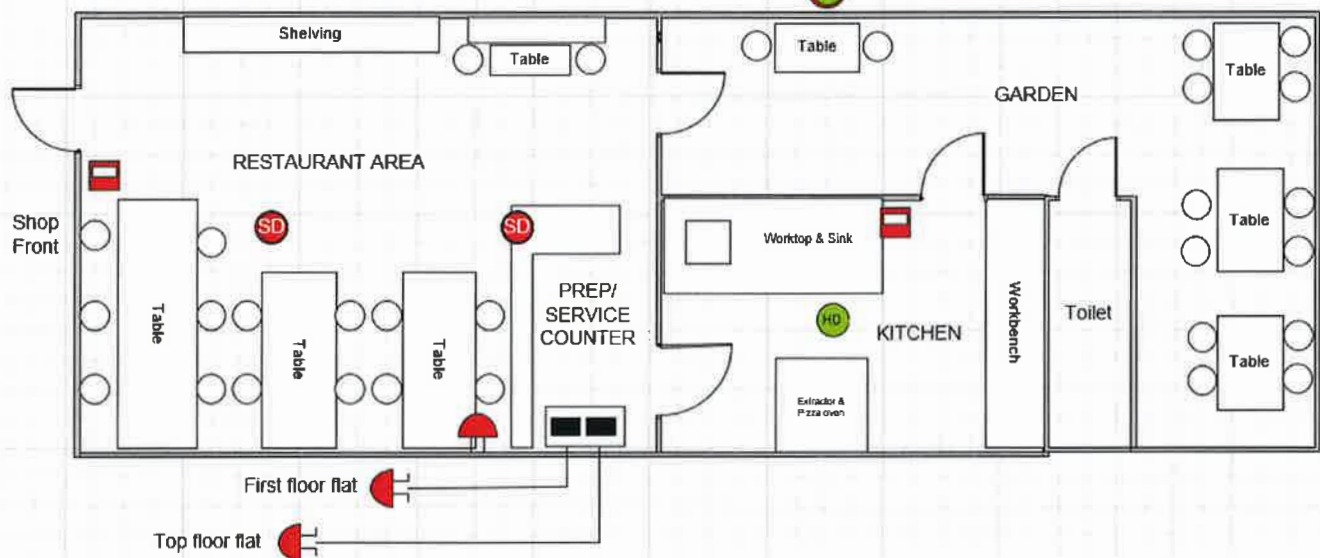 Shelving
Table
Table
Table
GARDEN
RESTAURANT AREA
Shop
Front
SD
SD
Worktop & Sink
Table
PREP/
SERVICE
COUNTER
HD
KITCHEN
Workbench
Toilet
Table
Table
Table
Table
Extractor &
Pizza oven
First floor flat
Top floor flat